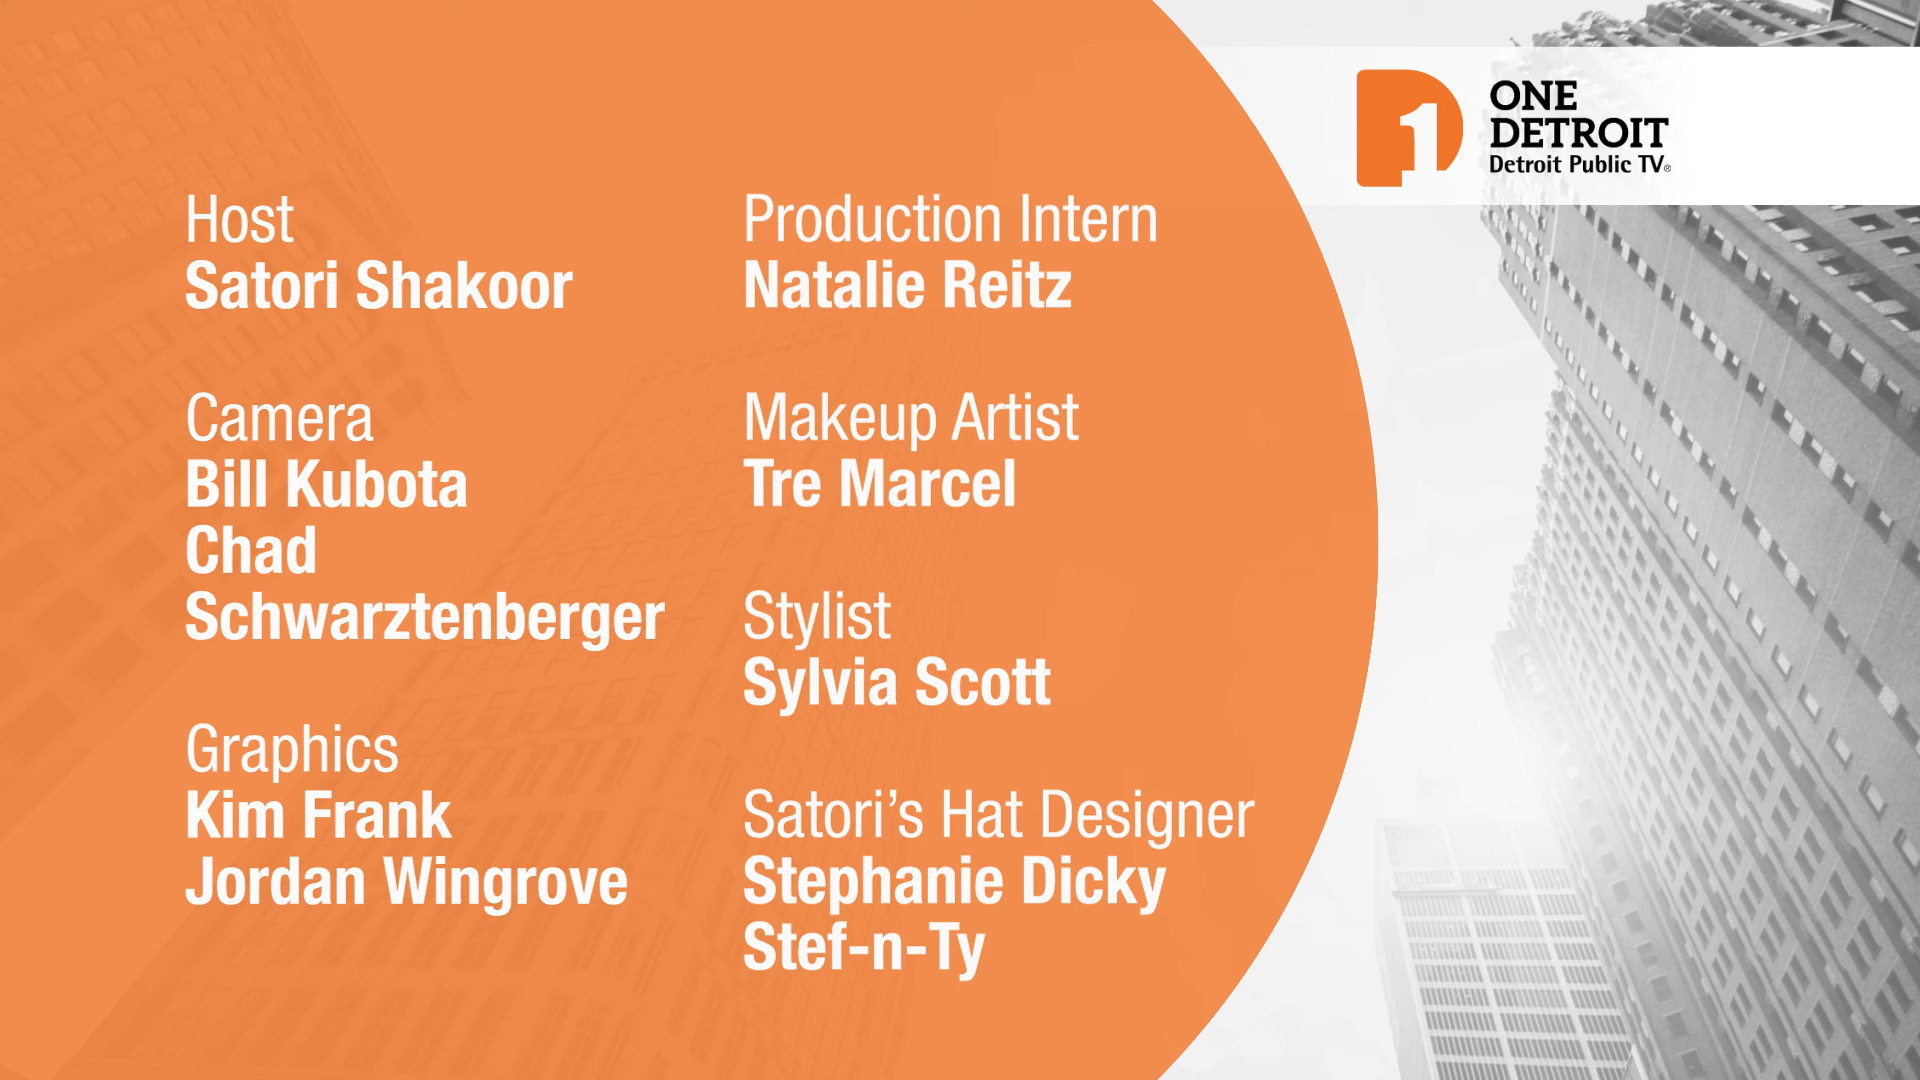 Host
Satori Shakoor
Camera
Bill Kubota
Chad
Schwarztenberger
Graphics
Kim Frank
Jordan Wingrove
Production Intern
Natalie Reitz
Makeup Artist
Tre Marcel
Stylist
Sylvia Scott
Satori’s Hat Designer
Stephanie Dicky
Stef-n-Ty
1
ONE
DETROIT
Detroit Public TV®